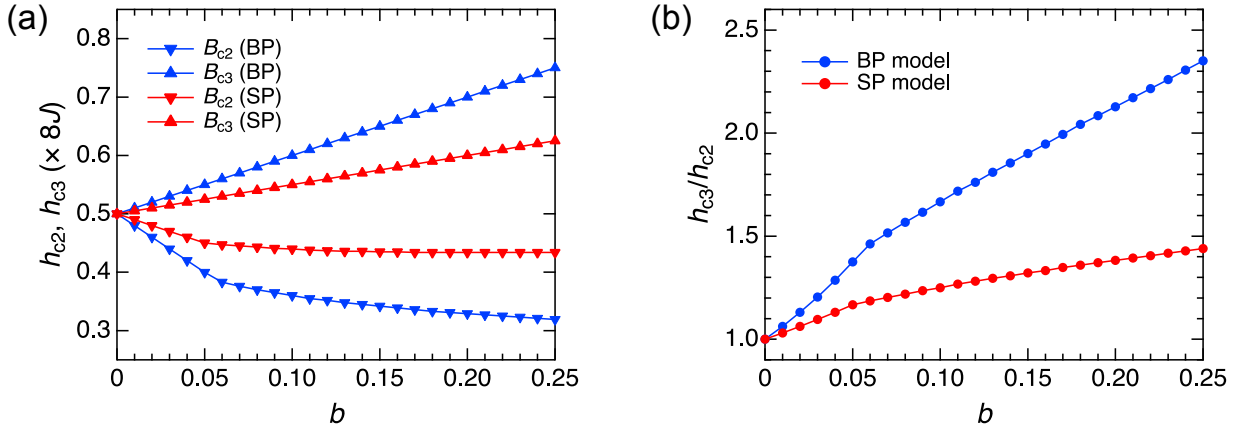 (a)
h_c2, h_c3 (× 8J)
0.8
0.7
0.6
0.5
0.4
0.3
B_c2 (BP)
B_c3 (BP)
B_c2 (SP)
B_c3 (SP)
0 0.05 0.10 0.15 0.20 0.25
b
(b)
h_c3/h_c2
2.5
2.0
1.5
1.0
BP model
SP model
0 0.05 0.10 0.15 0.20 0.25
b